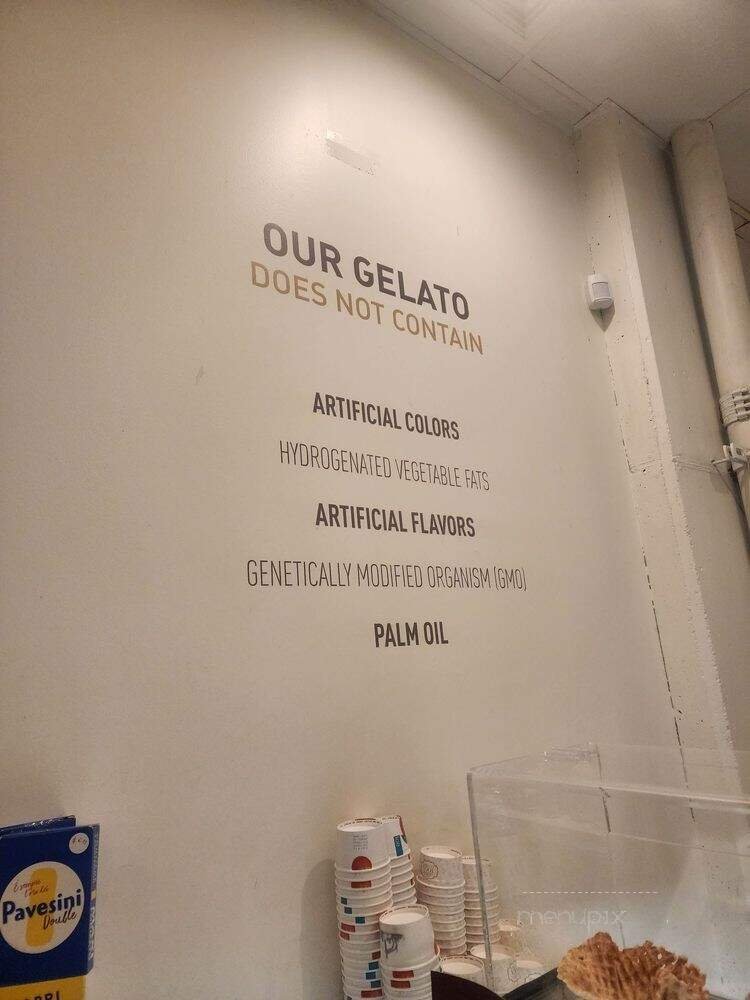 OUR GELATO
DOES NOT CONTAIN
ARTIFICIAL COLORS
HYDROGENATED VEGETABLE FATS
ARTIFICIAL FLAVORS
GENETICALLY MODIFIED ORGANISM (GMO)
PALM OIL
Pavesini
Double
menupix